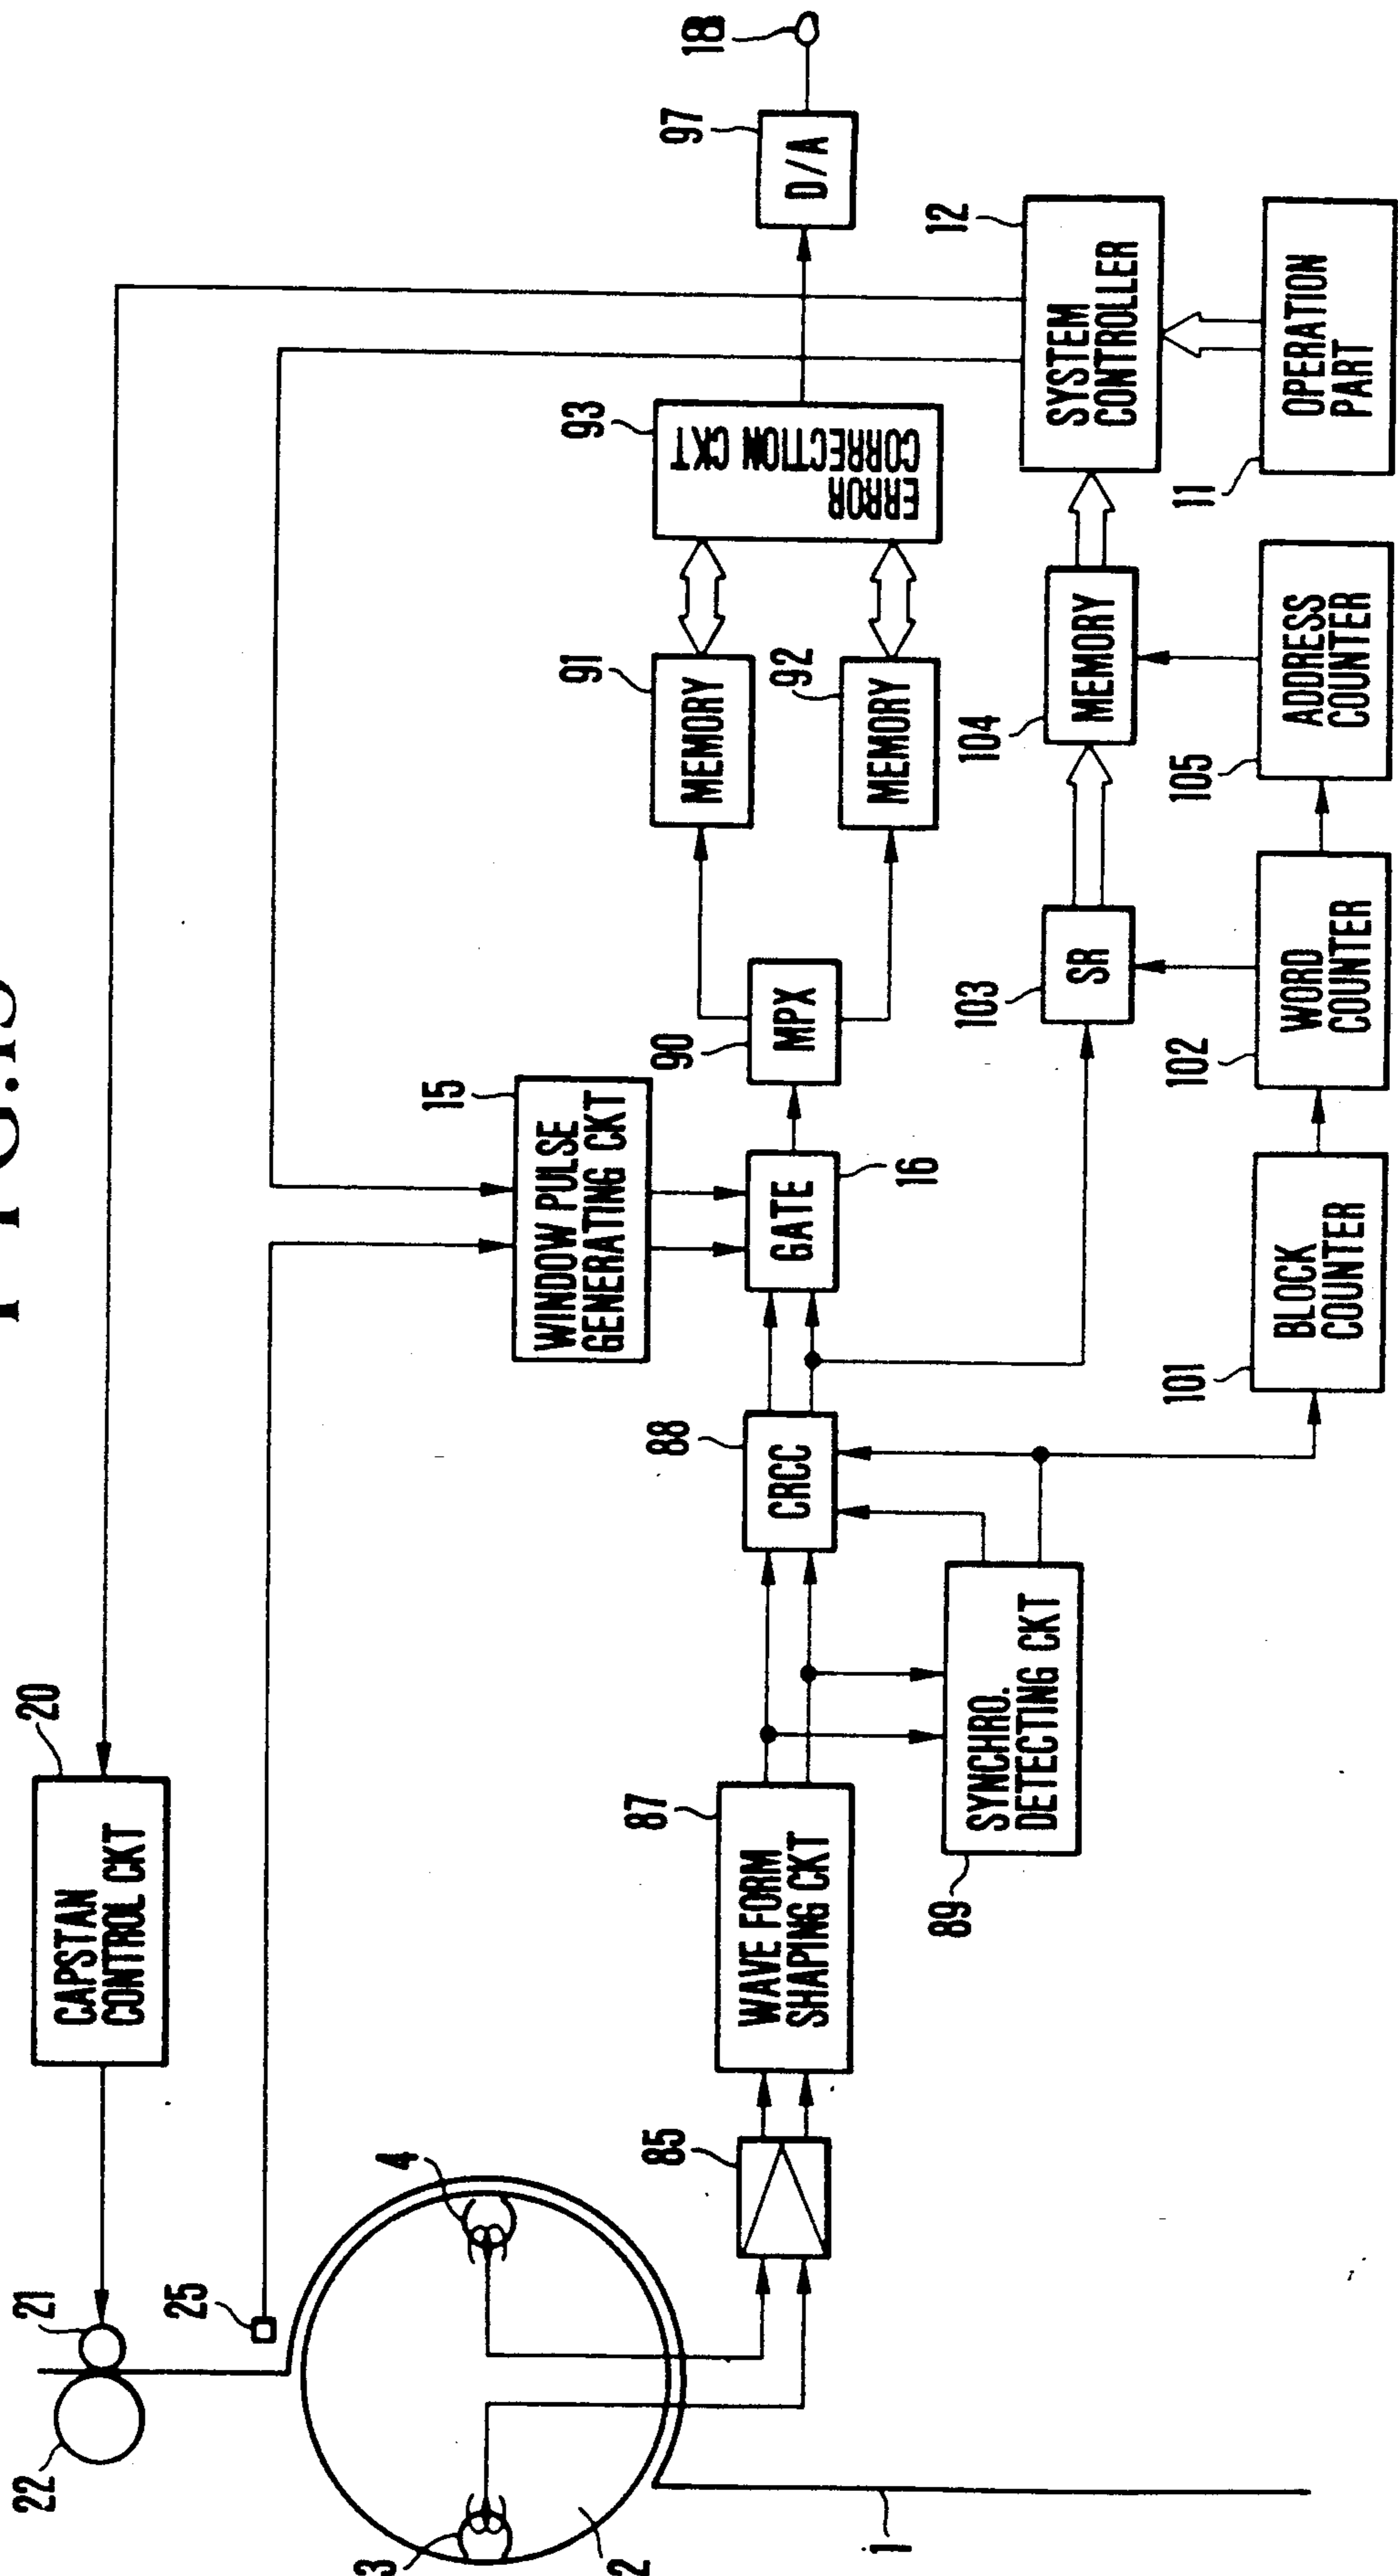 22
21
20
CAPSTAN
CONTROL CKT
25
3
4
2
1
15
WINDOW PULSE
GENERATING CKT
93
ERROR
CORRECTION CKT
91
MEMORY
97
D/A
18
85
87
WAVE FORM
SHAPING CKT
88
CRCC
GATE
16
90
MPX
92
MEMORY
89
SYNCHRO.
DETECTING CKT
103
SR
104
MEMORY
12
SYSTEM
CONTROLLER
101
BLOCK
COUNTER
102
WORD
COUNTER
105
ADDRESS
COUNTER
11
OPERATION
PART